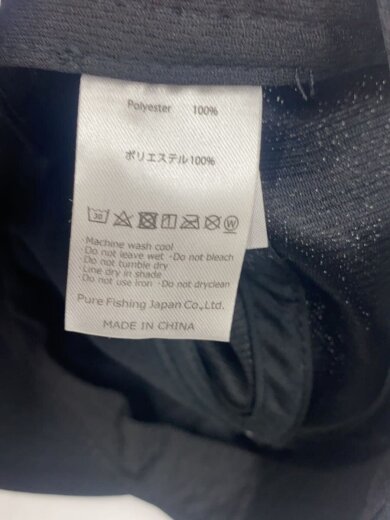 Polyester 100%
ポリエステル100%
30 W
Machine wash cool
Do not leave wet ·Do not bleach
Do not tumble dry
Line dry in shade
Do not use iron ·Do not dryclean
Pure Fishing Japan Co.,Ltd.
MADE IN CHINA